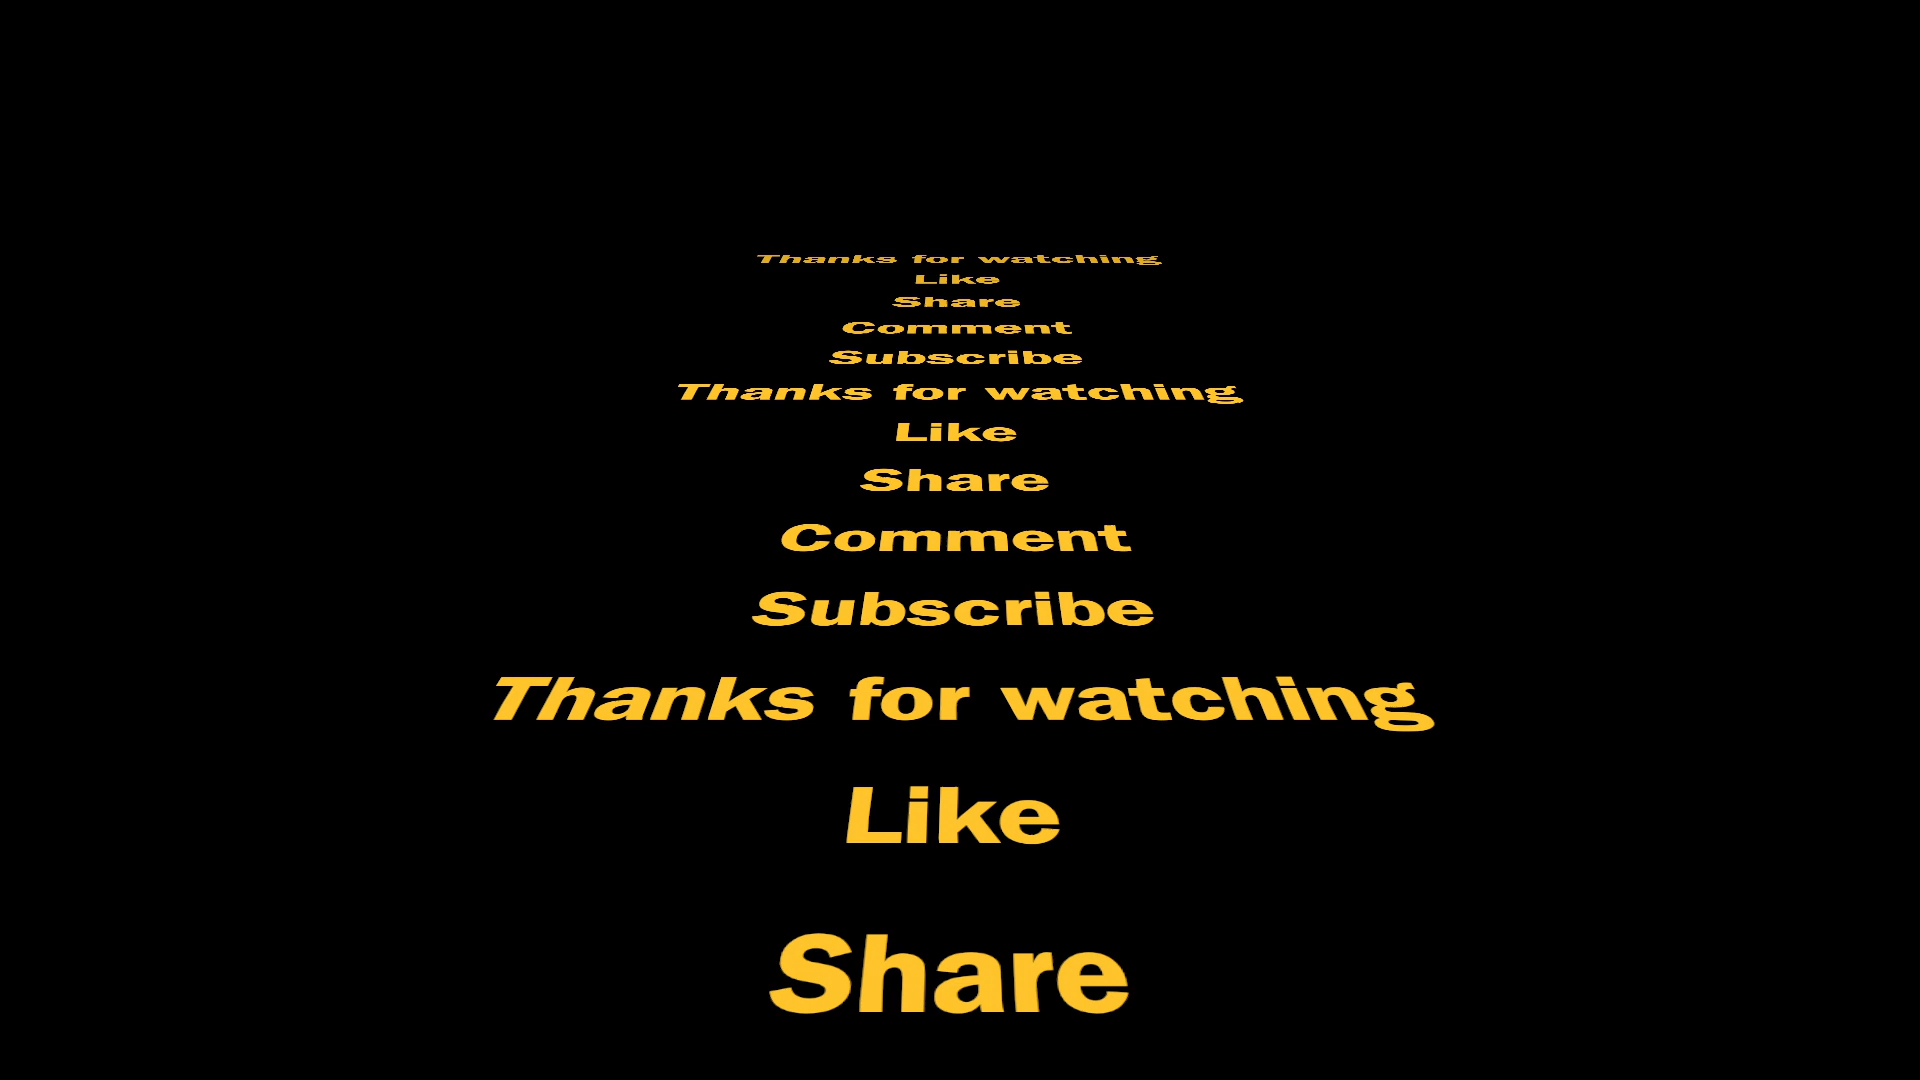 Thanks for watching
Like
Share
Comment
Subscribe
Thanks for watching
Like
Share
Comment
Subscribe
Thanks for watching
Like
Share